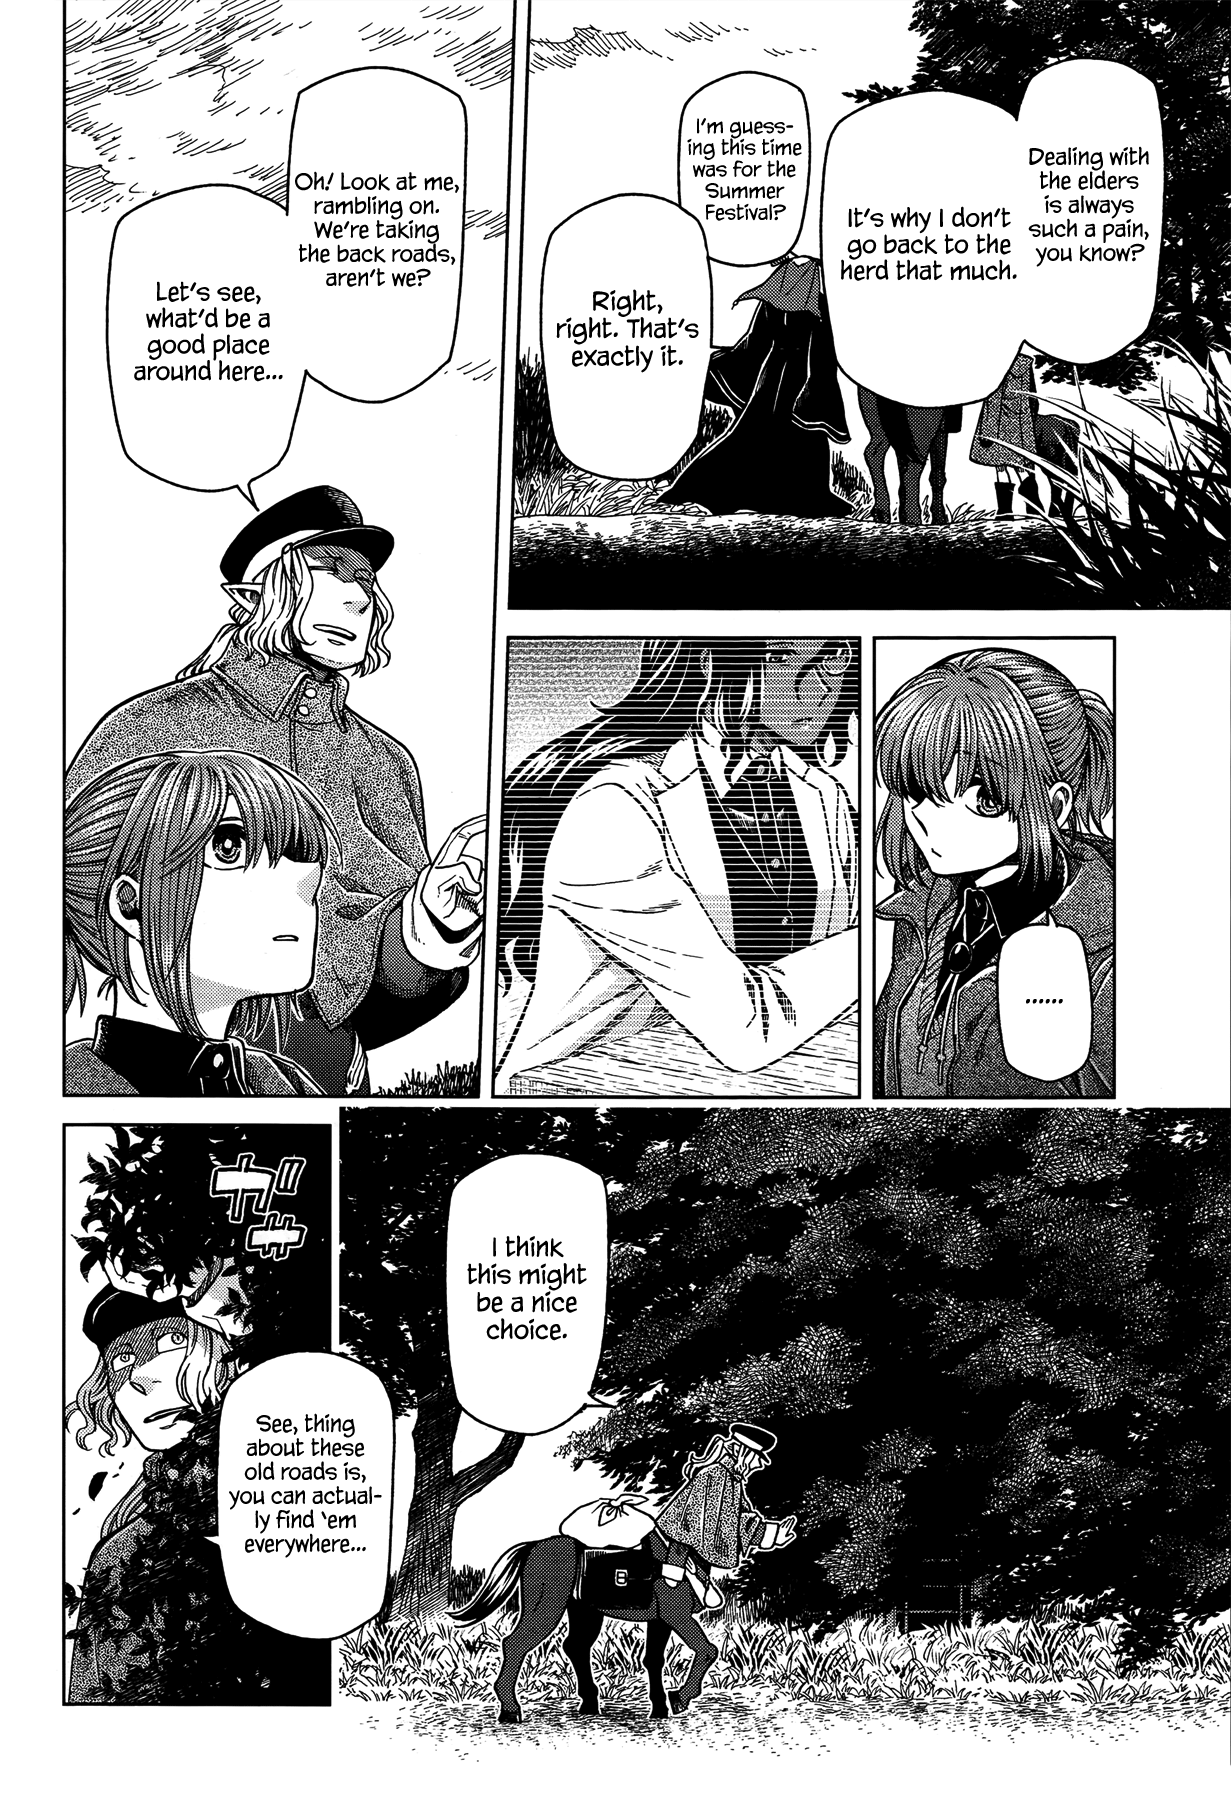 Dealing with
the elders
is always
such a pain,
you know?
It's why I don't
go back to the
herd that much.
I'm guess-
ing this time
was for the
Summer
Festival?
Right,
right. That's
exactly it.
......
Oh! Look at me,
rambling on.
We're taking
the back roads,
aren't we?
Let's see,
what'd be a
good place
around here...
I think
this might
be a nice
choice.
ガサ
See, thing
about these
old roads is,
you can actual-
ly find 'em
everywhere...